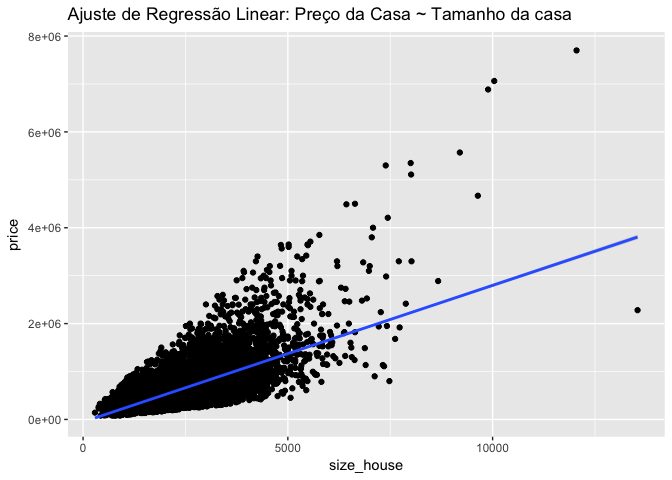 Ajuste de Regressão Linear: Preço da Casa ~ Tamanho da casa
8e+06
6e+06
4e+06
2e+06
0e+00
price
0
5000
10000
size_house